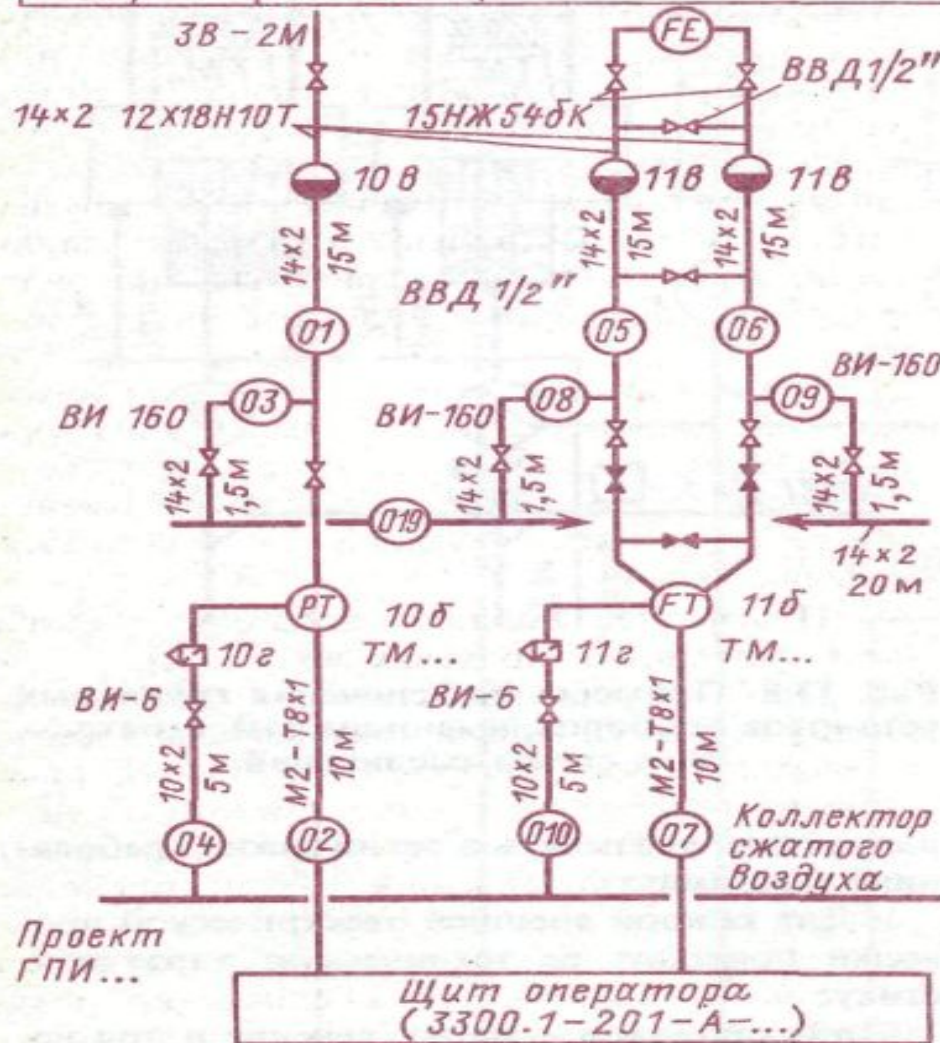 3В-2М
FE
ВВД 1/2"
14×2 12Х18Н10Т
15НЖ54бК
10в
11в
11в
14×2
15м
14×2
15м
14×2
15м
ВВД 1/2"
01
05
06
ВИ-160
03
08
09
ВИ 160
ВИ-160
14×2
1,5м
14×2
1,5м
14×2
1,5м
019
14×2
20м
РТ
10б
FT
11б
10г
ТМ...
11г
ТМ...
ВИ-6
ВИ-6
10×2
5м
М2-Т8×1
10м
10×2
5м
М2-Т8×1
10м
04
02
010
07
Коллектор
сжатого
воздуха
Проект
ГПИ...
Щит оператора
(3300.1-201-А-...)